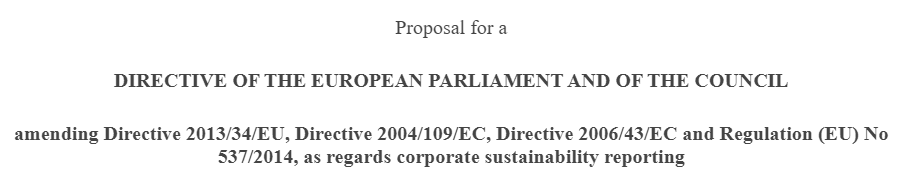 Proposal for a
DIRECTIVE OF THE EUROPEAN PARLIAMENT AND OF THE COUNCIL
amending Directive 2013/34/EU, Directive 2004/109/EC, Directive 2006/43/EC and Regulation (EU) No
537/2014, as regards corporate sustainability reporting